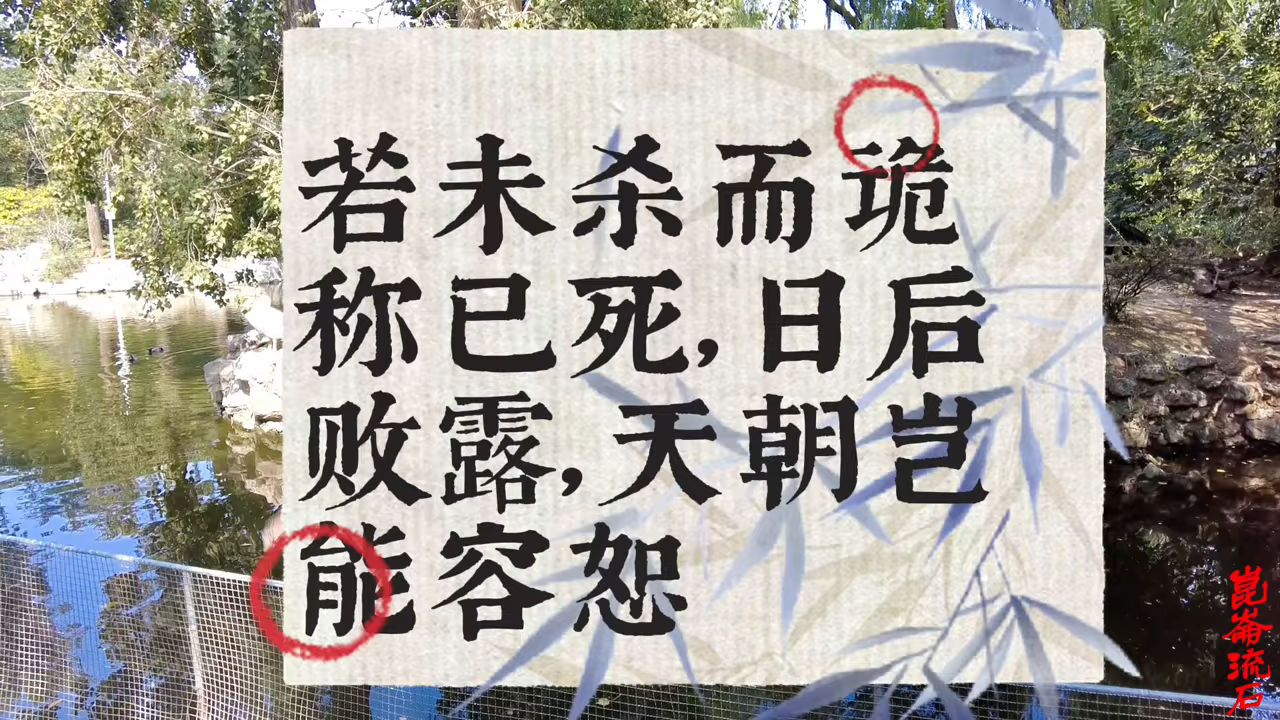 若未杀而诡
称已死,日后
败露,天朝岂
能容恕
崑崙流石